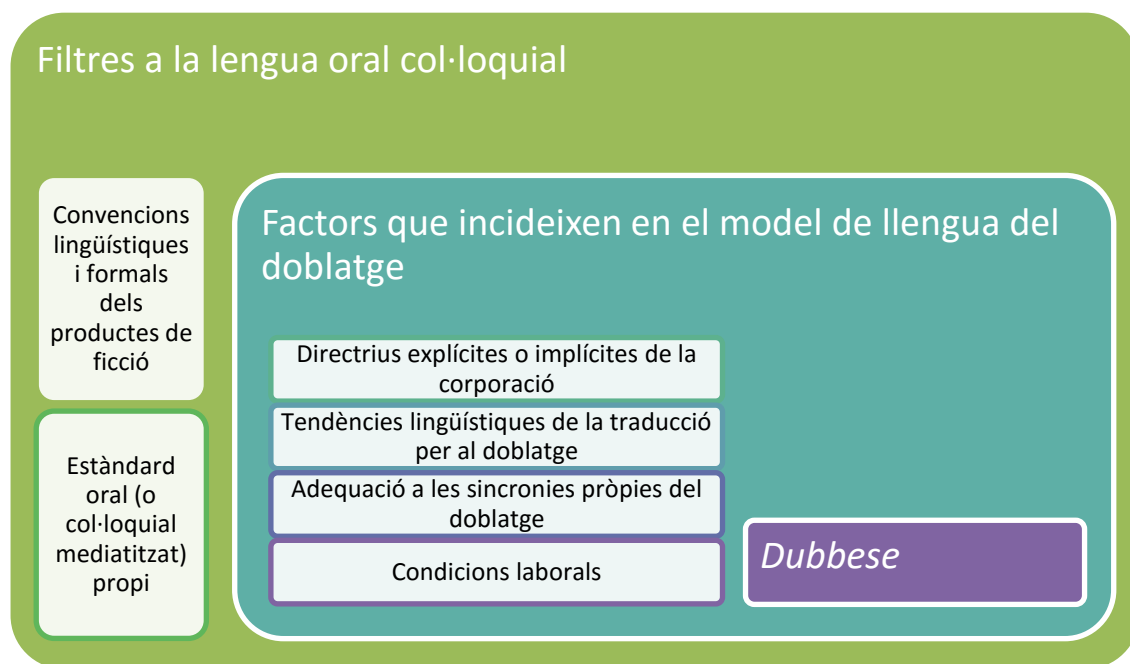 Filtres a la lengua oral col·loquial
Convencions
lingüístiques
i formals
dels
productes de
ficció
Estàndard
oral (o
col·loquial
mediatitzat)
propi
Factors que incideixen en el model de llengua del
doblatge
Directrius explícites o implícites de la
corporació
Tendències lingüístiques de la traducció
per al doblatge
Adequació a les sincronies pròpies del
doblatge
Condicions laborals
Dubbese